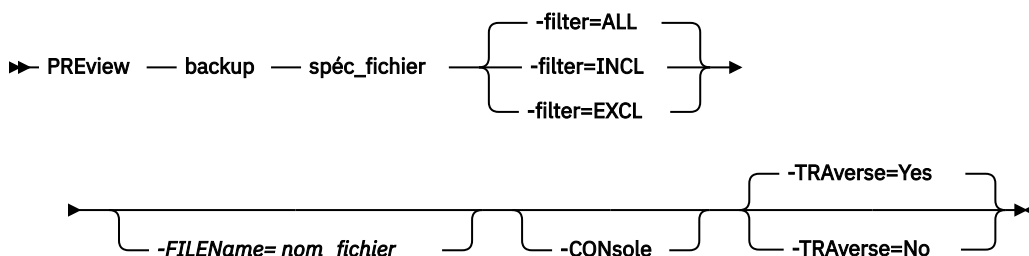 -filter=ALL
PREview backup spéc_fichier -filter=INCL
-filter=EXCL
-TRAverse=Yes
-FILEName= nom_fichier -CONsole -TRAverse=No